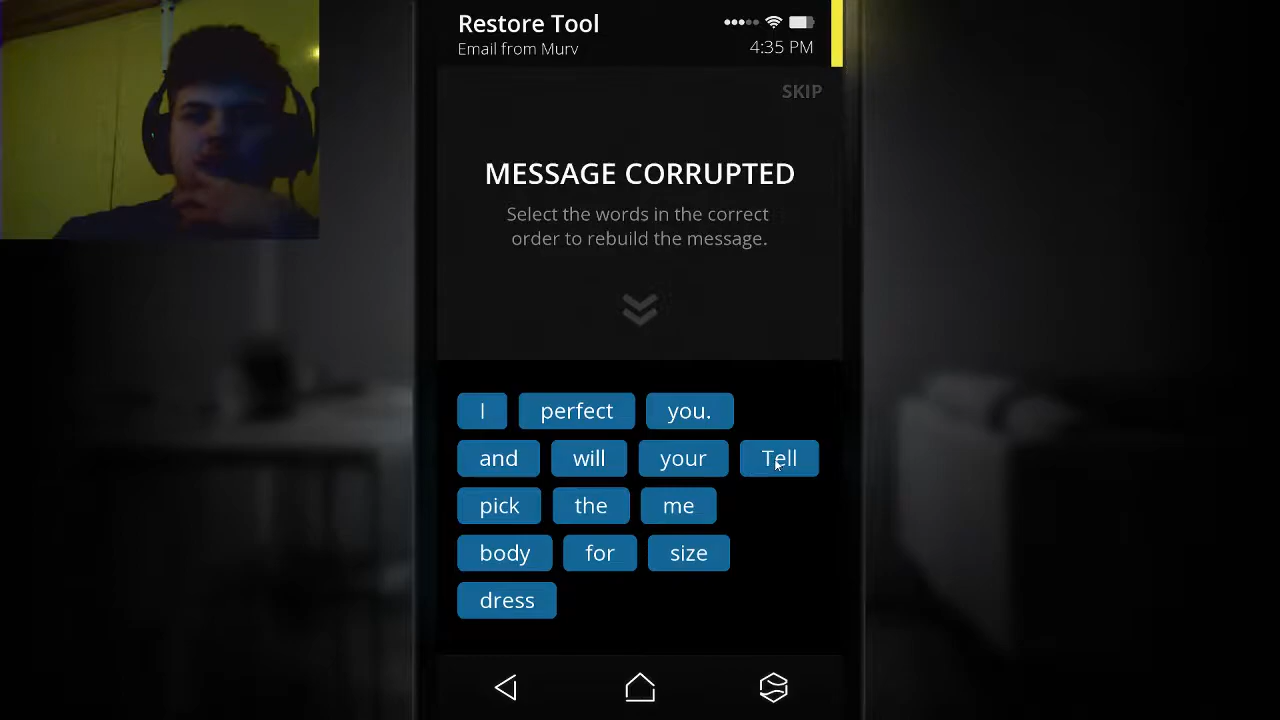 Restore Tool
Email from Murv
4:35 PM
SKIP
MESSAGE CORRUPTED
Select the words in the correct
order to rebuild the message.
I perfect you.
and will your Tell
pick the me
body for size
dress